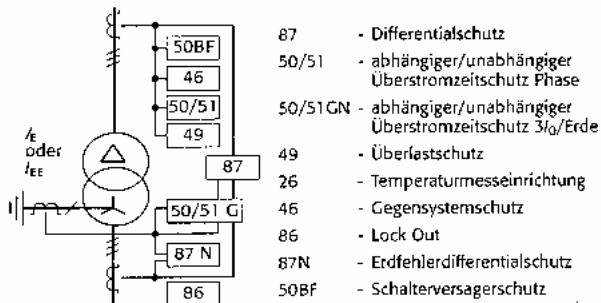 50BF
46
50/51
49
I_E
oder
I_EE
87
50/51 G
87 N
86
87 - Differentialschutz
50/51 - abhängiger/unabhängiger
Überstromzeitschutz Phase
50/51GN - abhängiger/unabhängiger
Überstromzeitschutz 3I₀/Erde
49 - Überlastschutz
26 - Temperaturmesseinrichtung
46 - Gegensystemschutz
86 - Lock Out
87N - Erdfehlerdifferentialschutz
50BF - Schalterversagerschutz